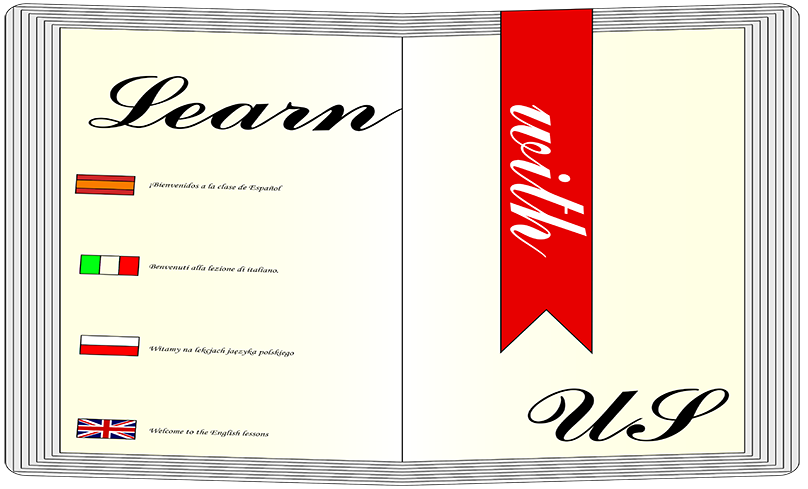 Learn
¡Bienvenidos a la clase de Español
Benvenuti alla lezione di italiano.
Witamy na lekcjach jaęzyka polskiego
Welcome to the English lessons
with
US